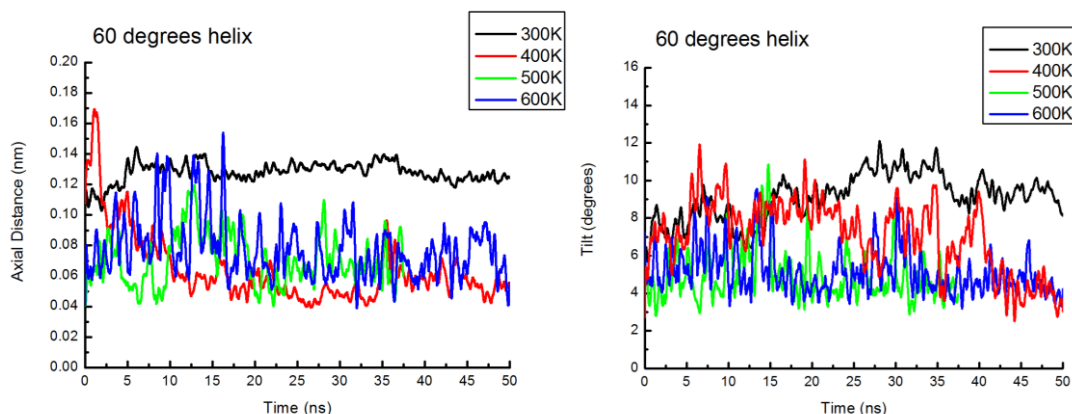 60 degrees helix
300K
400K
500K
600K
0.20
0.18
0.16
0.14
0.12
0.10
0.08
0.06
0.04
0.02
0.00
Axial Distance (nm)
0 5 10 15 20 25 30 35 40 45 50
Time (ns)
60 degrees helix
300K
400K
500K
600K
16
14
12
10
8
6
4
2
0
Tilt (degrees)
0 5 10 15 20 25 30 35 40 45 50
Time (ns)